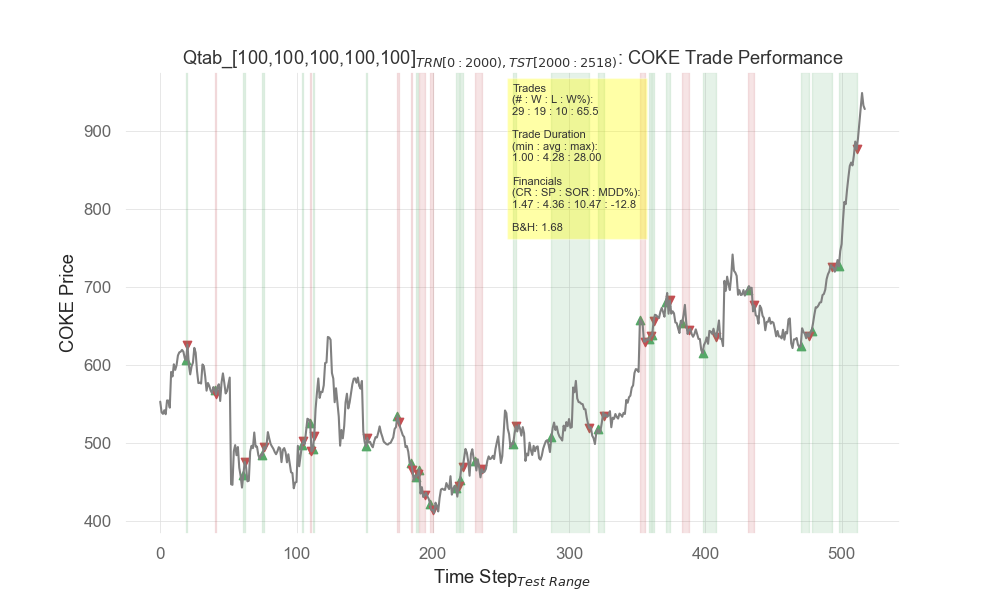 Qtab_[100,100,100,100,100]TRN[0 : 2000), TST[2000 : 2518): COKE Trade Performance
Trades
(# : W : L : W%):
29 : 19 : 10 : 65.5
Trade Duration
(min : avg : max):
1.00 : 4.28 : 28.00
Financials
(CR : SP : SOR : MDD%):
1.47 : 4.36 : 10.47 : -12.8
B&H: 1.68
COKE Price
900
800
700
600
500
400
0 100 200 300 400 500
Time StepTest Range